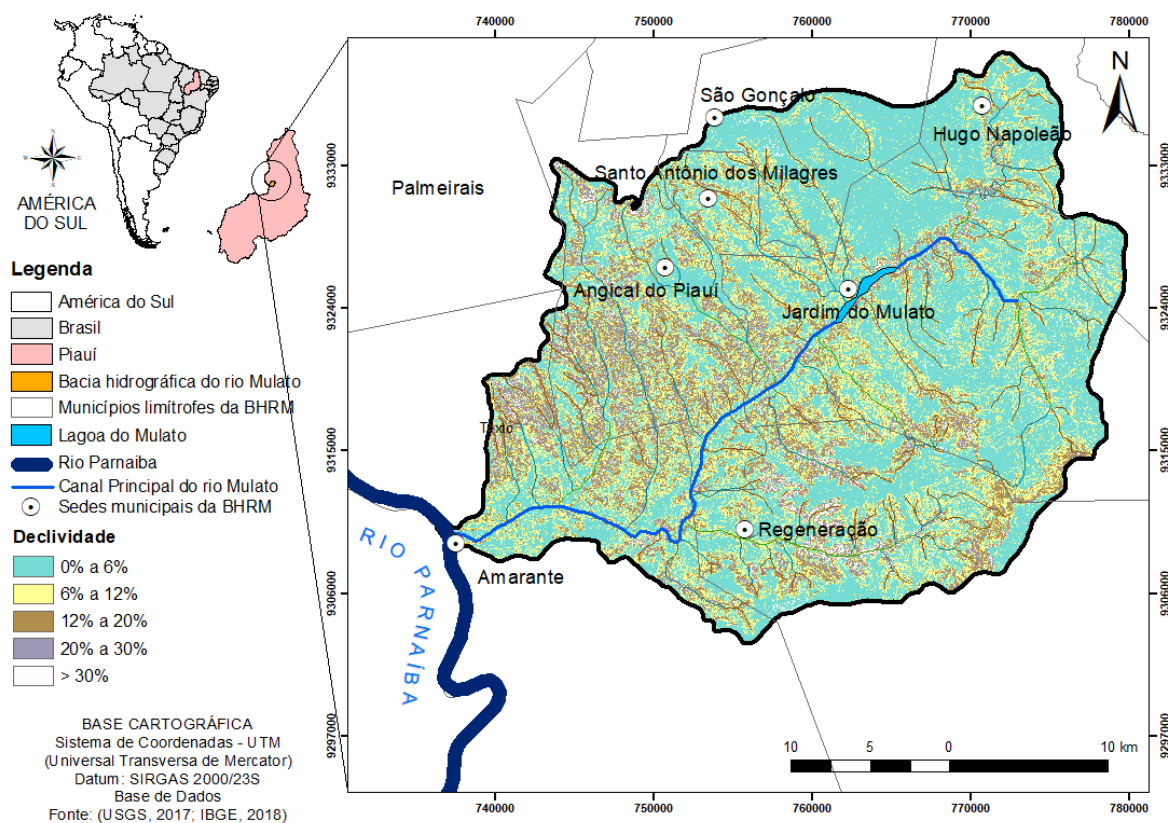 740000 750000 760000 770000 780000
N
N
W E
S
AMÉRICA
DO SUL
Legenda
América do Sul
Brasil
Piauí
Bacia hidrográfica do rio Mulato
Municípios limítrofes da BHRM
Lagoa do Mulato
Rio Parnaiba
Canal Principal do rio Mulato
Sedes municipais da BHRM
Declividade
0% a 6%
6% a 12%
12% a 20%
20% a 30%
> 30%
BASE CARTOGRÁFICA
Sistema de Coordenadas - UTM
(Universal Transversa de Mercator)
Datum: SIRGAS 2000/23S
Base de Dados
Fonte: (USGS, 2017; IBGE, 2018)
São Gonçalo
Hugo Napoleão
Palmeirais
Santo Antônio dos Milagres
Angical do Piauí
Jardim do Mulato
Texto
Regeneração
Amarante
RIO PARNAÍBA
9333000 9333000
9324000 9324000
9315000 9315000
9306000 9306000
9297000 9297000
10 5 0 10 km
740000 750000 760000 770000 780000